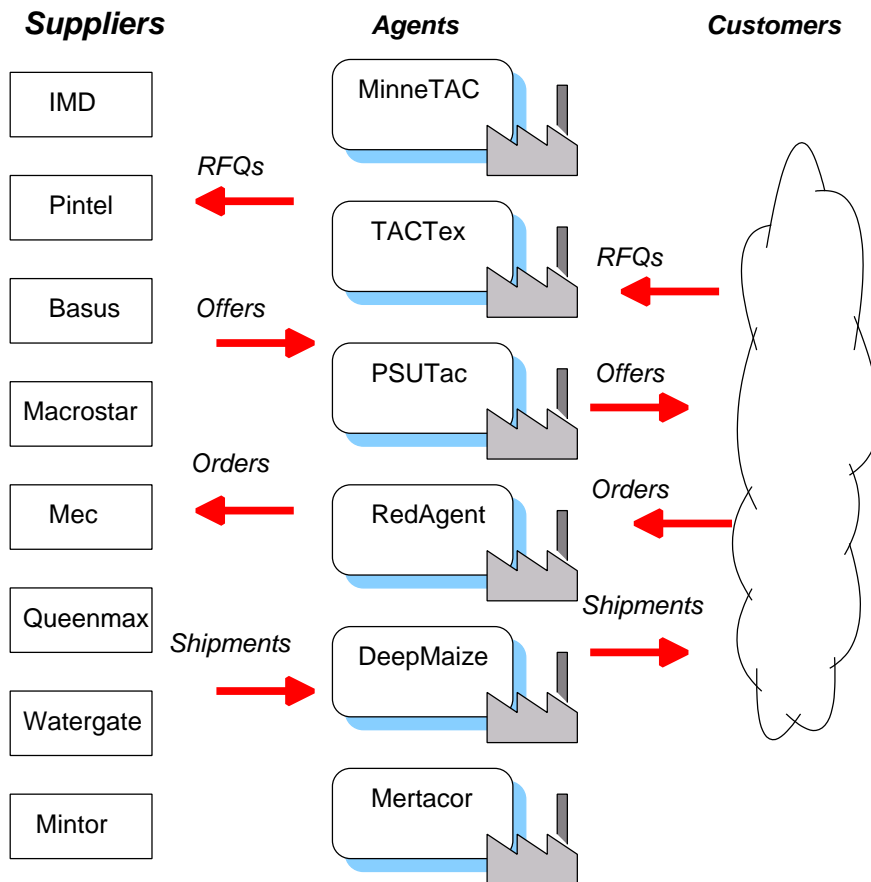 Suppliers
Agents
Customers
IMD
MinneTAC
RFQs
Pintel
TACTex
RFQs
Basus
Offers
PSUTac
Offers
Macrostar
Orders
Orders
Mec
RedAgent
Queenmax
Shipments
Shipments
DeepMaize
Watergate
Mertacor
Mintor